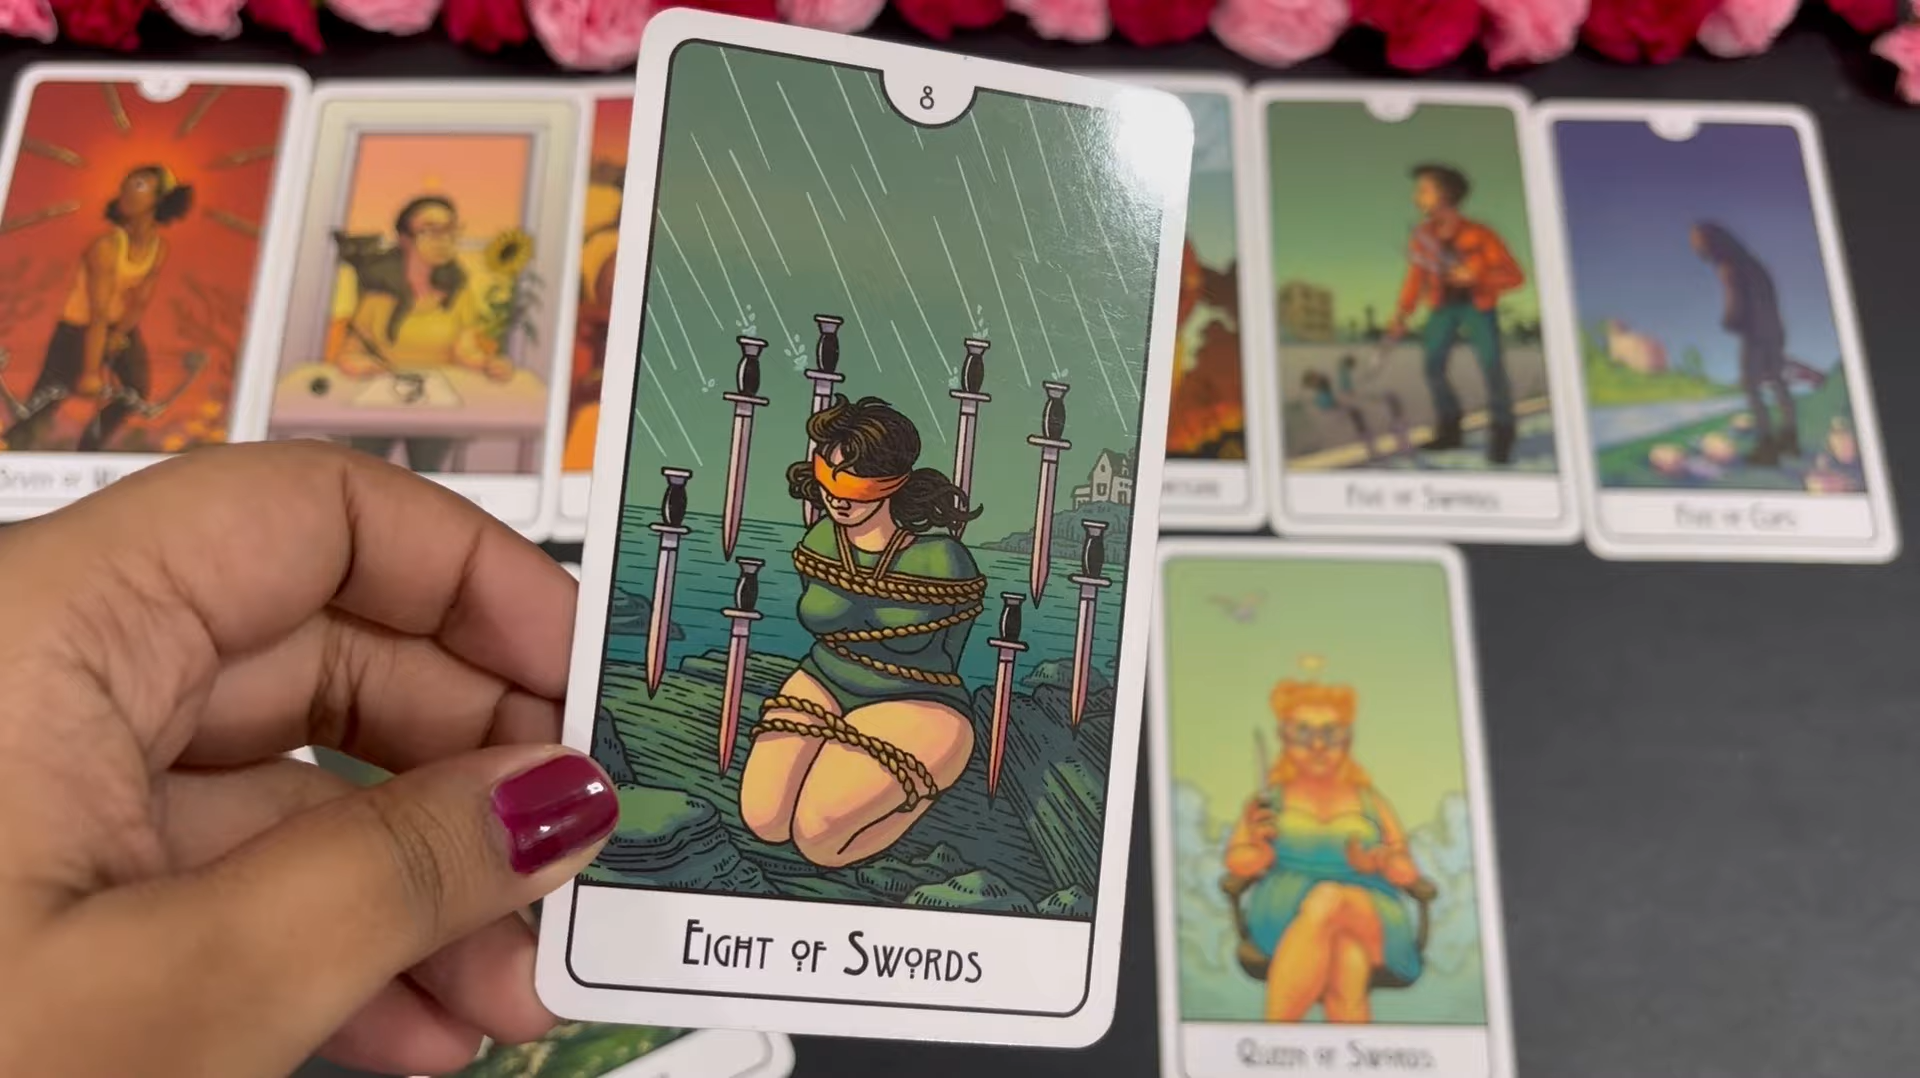 8
Eight of Swords
Five of Swords
Five of Cups
Queen of Swords